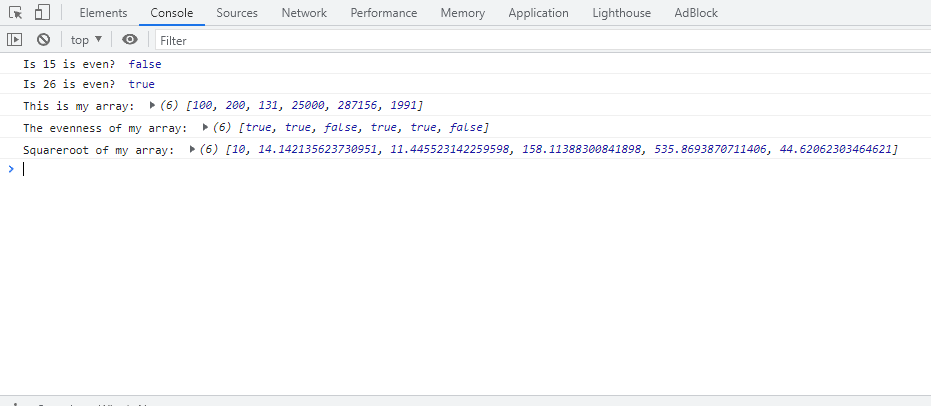 Elements Console Sources Network Performance Memory Application Lighthouse AdBlock
top ▼ Filter
Is 15 is even? false
Is 26 is even? true
This is my array: ▶(6) [100, 200, 131, 25000, 287156, 1991]
The evenness of my array: ▶(6) [true, true, false, true, true, false]
Squareroot of my array: ▶(6) [10, 14.142135623730951, 11.445523142259598, 158.11388300841898, 535.8693870711406, 44.62062303464621]
>